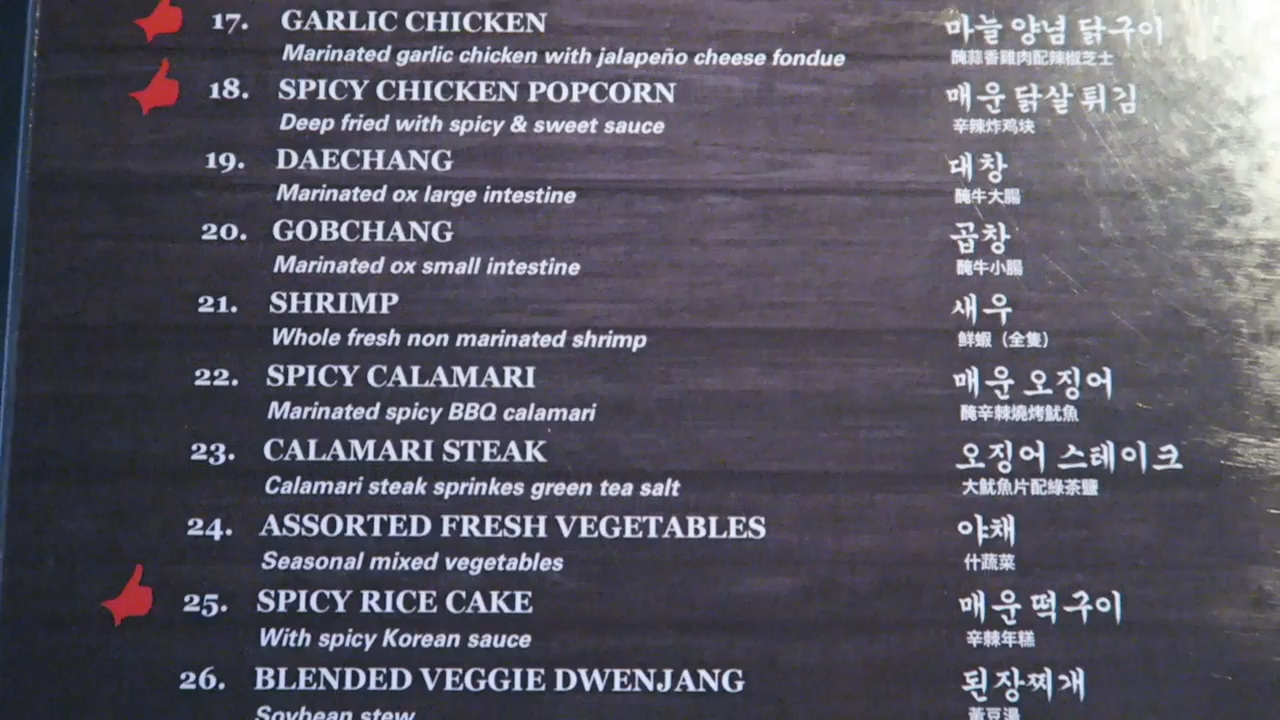 17. GARLIC CHICKEN 마늘 양념 닭구이
Marinated garlic chicken with jalapeño cheese fondue 醃蒜香雞肉配辣椒芝士
18. SPICY CHICKEN POPCORN 매운 닭살 튀김
Deep fried with spicy & sweet sauce 辛辣炸鸡块
19. DAECHANG 대창
Marinated ox large intestine 醃牛大腸
20. GOBCHANG 곱창
Marinated ox small intestine 醃牛小腸
21. SHRIMP 새우
Whole fresh non marinated shrimp 鮮蝦（全隻）
22. SPICY CALAMARI 매운 오징어
Marinated spicy BBQ calamari 醃辛辣燒烤魷魚
23. CALAMARI STEAK 오징어 스테이크
Calamari steak sprinkes green tea salt 大魷魚片配綠茶鹽
24. ASSORTED FRESH VEGETABLES 야채
Seasonal mixed vegetables 什蔬菜
25. SPICY RICE CAKE 매운 떡구이
With spicy Korean sauce 辛辣年糕
26. BLENDED VEGGIE DWENJANG 된장찌개
Soybean stew 黃豆湯